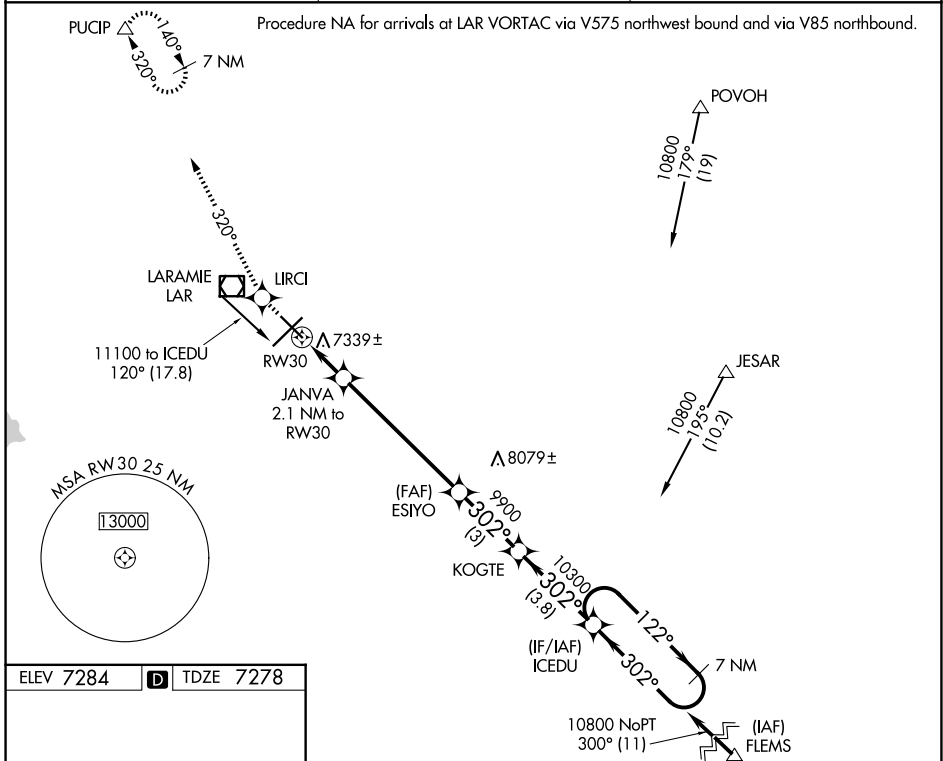 Procedure NA for arrivals at LAR VORTAC via V575 northwest bound and via V85 northbound.
PUCIP
140°
320°
7 NM
POVOH
10800
179°
(19)
320°
LARAMIE
LAR
LIRCI
11100 to ICEDU
120° (17.8)
RW30
7339±
JANVA
2.1 NM to
RW30
JESAR
10800
195°
(10.2)
MSA RW30 25 NM
13000
8079±
(FAF)
ESIYO
9900
302°
(3)
KOGTE
10300
302°
(3.8)
(IF/IAF)
ICEDU
122°
302°
7 NM
10800 NoPT
300° (11)
(IAF)
FLEMS
ELEV 7284 D TDZE 7278